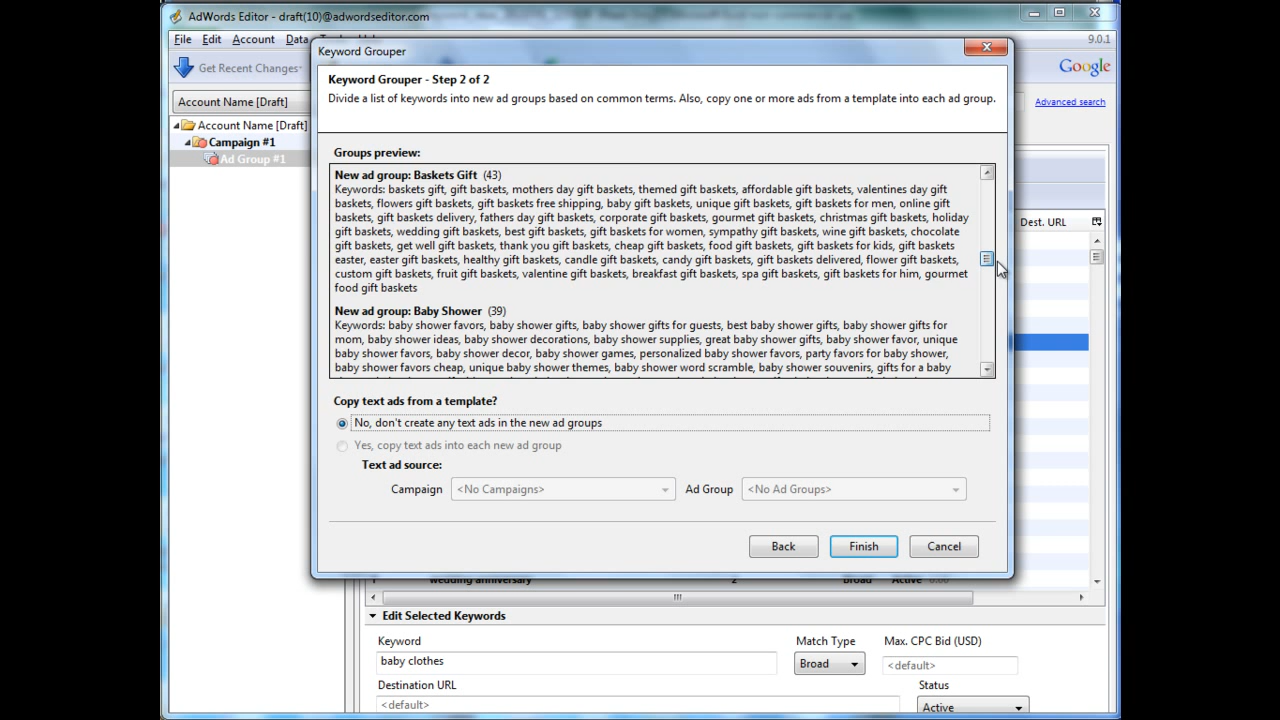 AdWords Editor - draft(10)@adwordseditor.com
File Edit Account Data
9.0.1
Keyword Grouper
Get Recent Changes
Google
Keyword Grouper - Step 2 of 2
Divide a list of keywords into new ad groups based on common terms. Also, copy one or more ads from a template into each ad group.
Account Name [Draft]
Advanced search
Account Name [Draft]
Campaign #1
Ad Group #1
Groups preview:
New ad group: Baskets Gift (43)
Keywords: baskets gift, gift baskets, mothers day gift baskets, themed gift baskets, affordable gift baskets, valentines day gift
baskets, flowers gift baskets, gift baskets free shipping, baby gift baskets, unique gift baskets, gift baskets for men, online gift
baskets, gift baskets delivery, fathers day gift baskets, corporate gift baskets, gourmet gift baskets, christmas gift baskets, holiday
gift baskets, wedding gift baskets, best gift baskets, gift baskets for women, sympathy gift baskets, wine gift baskets, chocolate
gift baskets, get well gift baskets, thank you gift baskets, cheap gift baskets, food gift baskets, gift baskets for kids, gift baskets
easter, easter gift baskets, healthy gift baskets, candle gift baskets, candy gift baskets, gift baskets delivered, flower gift baskets,
custom gift baskets, fruit gift baskets, valentine gift baskets, breakfast gift baskets, spa gift baskets, gift baskets for him, gourmet
food gift baskets
Dest. URL
New ad group: Baby Shower (39)
Keywords: baby shower favors, baby shower gifts, baby shower gifts for guests, best baby shower gifts, baby shower gifts for
mom, baby shower ideas, baby shower decorations, baby shower supplies, great baby shower gifts, baby shower favor, unique
baby shower favors, baby shower decor, baby shower games, personalized baby shower favors, party favors for baby shower,
baby shower favors cheap, unique baby shower themes, baby shower word scramble, baby shower souvenirs, gifts for a baby
Copy text ads from a template?
No, don't create any text ads in the new ad groups
Yes, copy text ads into each new ad group
Text ad source:
Campaign <No Campaigns> Ad Group <No Ad Groups>
Back Finish Cancel
wedding anniversary 2 Broad Active 0.00
Edit Selected Keywords
Keyword Match Type Max. CPC Bid (USD)
baby clothes Broad <default>
Destination URL Status
<default> Active